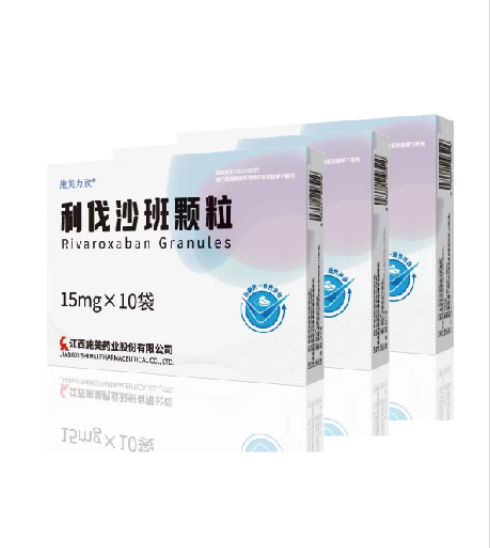 施美力欣®
利伐沙班颗粒
Rivaroxaban Granules
15mg×10袋
江西施美药业股份有限公司
JIANGXI SHIMEI PHARMACEUTICAL CO., LTD.